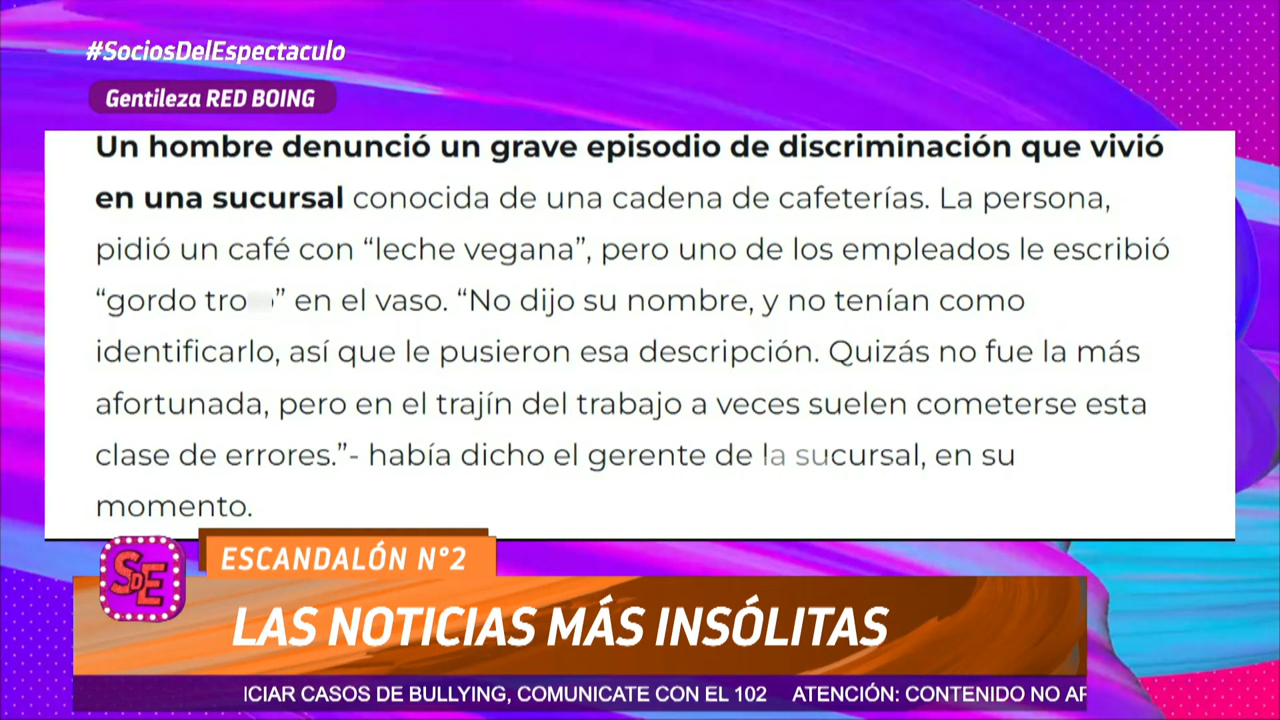 #SociosDelEspectaculo
Gentileza RED BOING
Un hombre denunció un grave episodio de discriminación que vivió
en una sucursal conocida de una cadena de cafeterías. La persona,
pidió un café con “leche vegana”, pero uno de los empleados le escribió
“gordo tro ” en el vaso. “No dijo su nombre, y no tenían como
identificarlo, así que le pusieron esa descripción. Quizás no fue la más
afortunada, pero en el trajín del trabajo a veces suelen cometerse esta
clase de errores.”- había dicho el gerente de la sucursal, en su
momento.
ESCANDALÓN N°2
SDE
LAS NOTICIAS MÁS INSÓLITAS
ICIAR CASOS DE BULLYING, COMUNICATE CON EL 102 ATENCIÓN: CONTENIDO NO